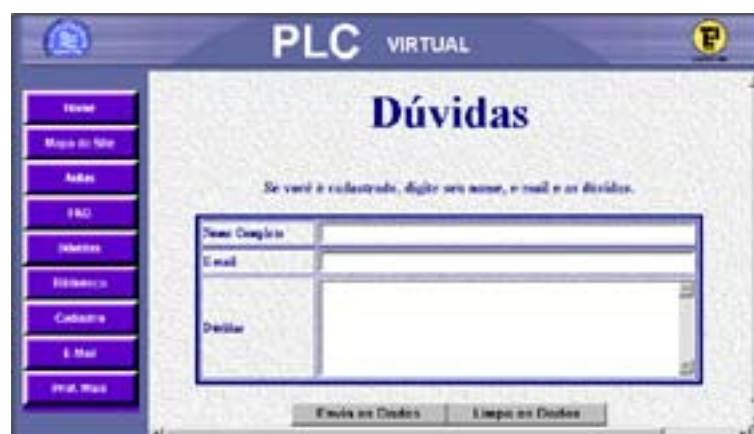 PLC VIRTUAL
Home
Mapa do Site
Aulas
FAQ
Dúvidas
Biblioteca
Cadastro
E-Mail
Prof. Maia
Dúvidas
Se você é cadastrado, digite seu nome, e-mail e as dúvidas.
Nome Completo
E-mail
Dúvidas
Envia os Dados
Limpa os Dados